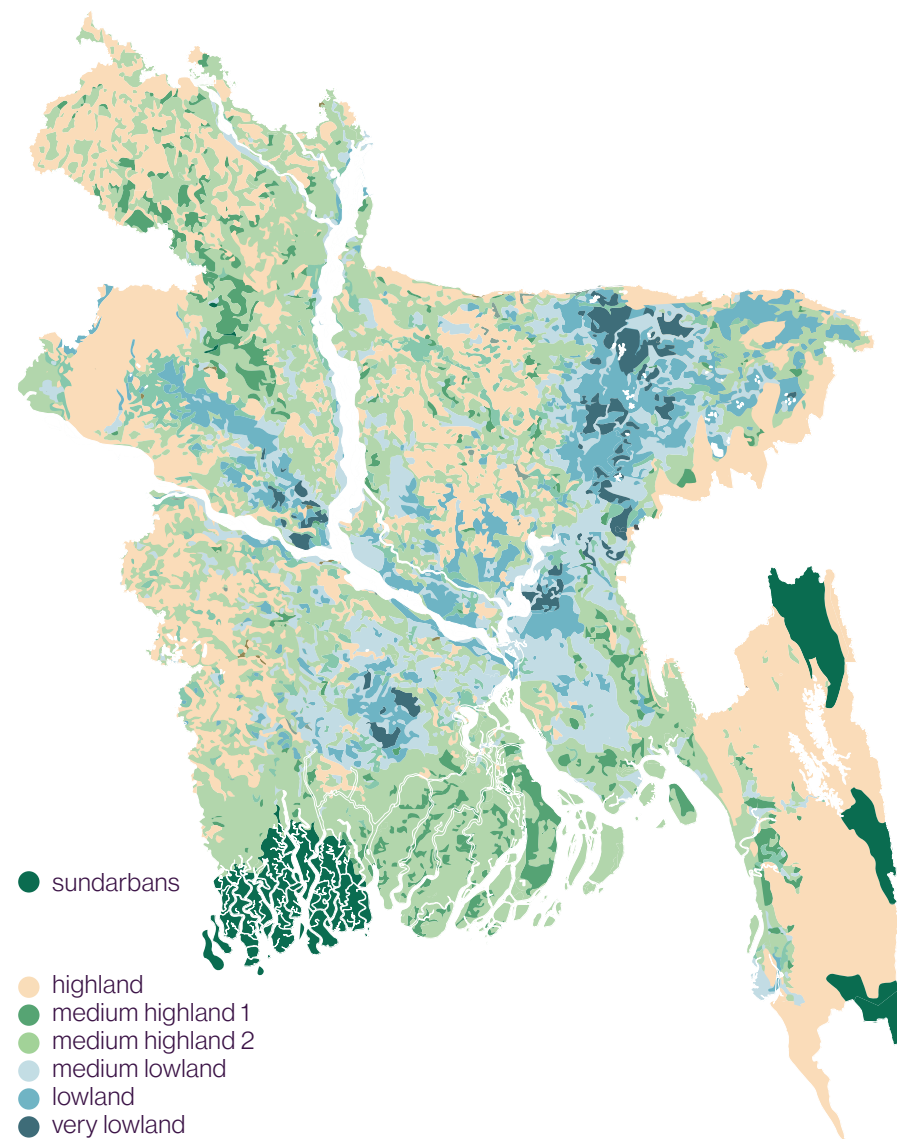 sundarbans
highland
medium highland 1
medium highland 2
medium lowland
lowland
very lowland